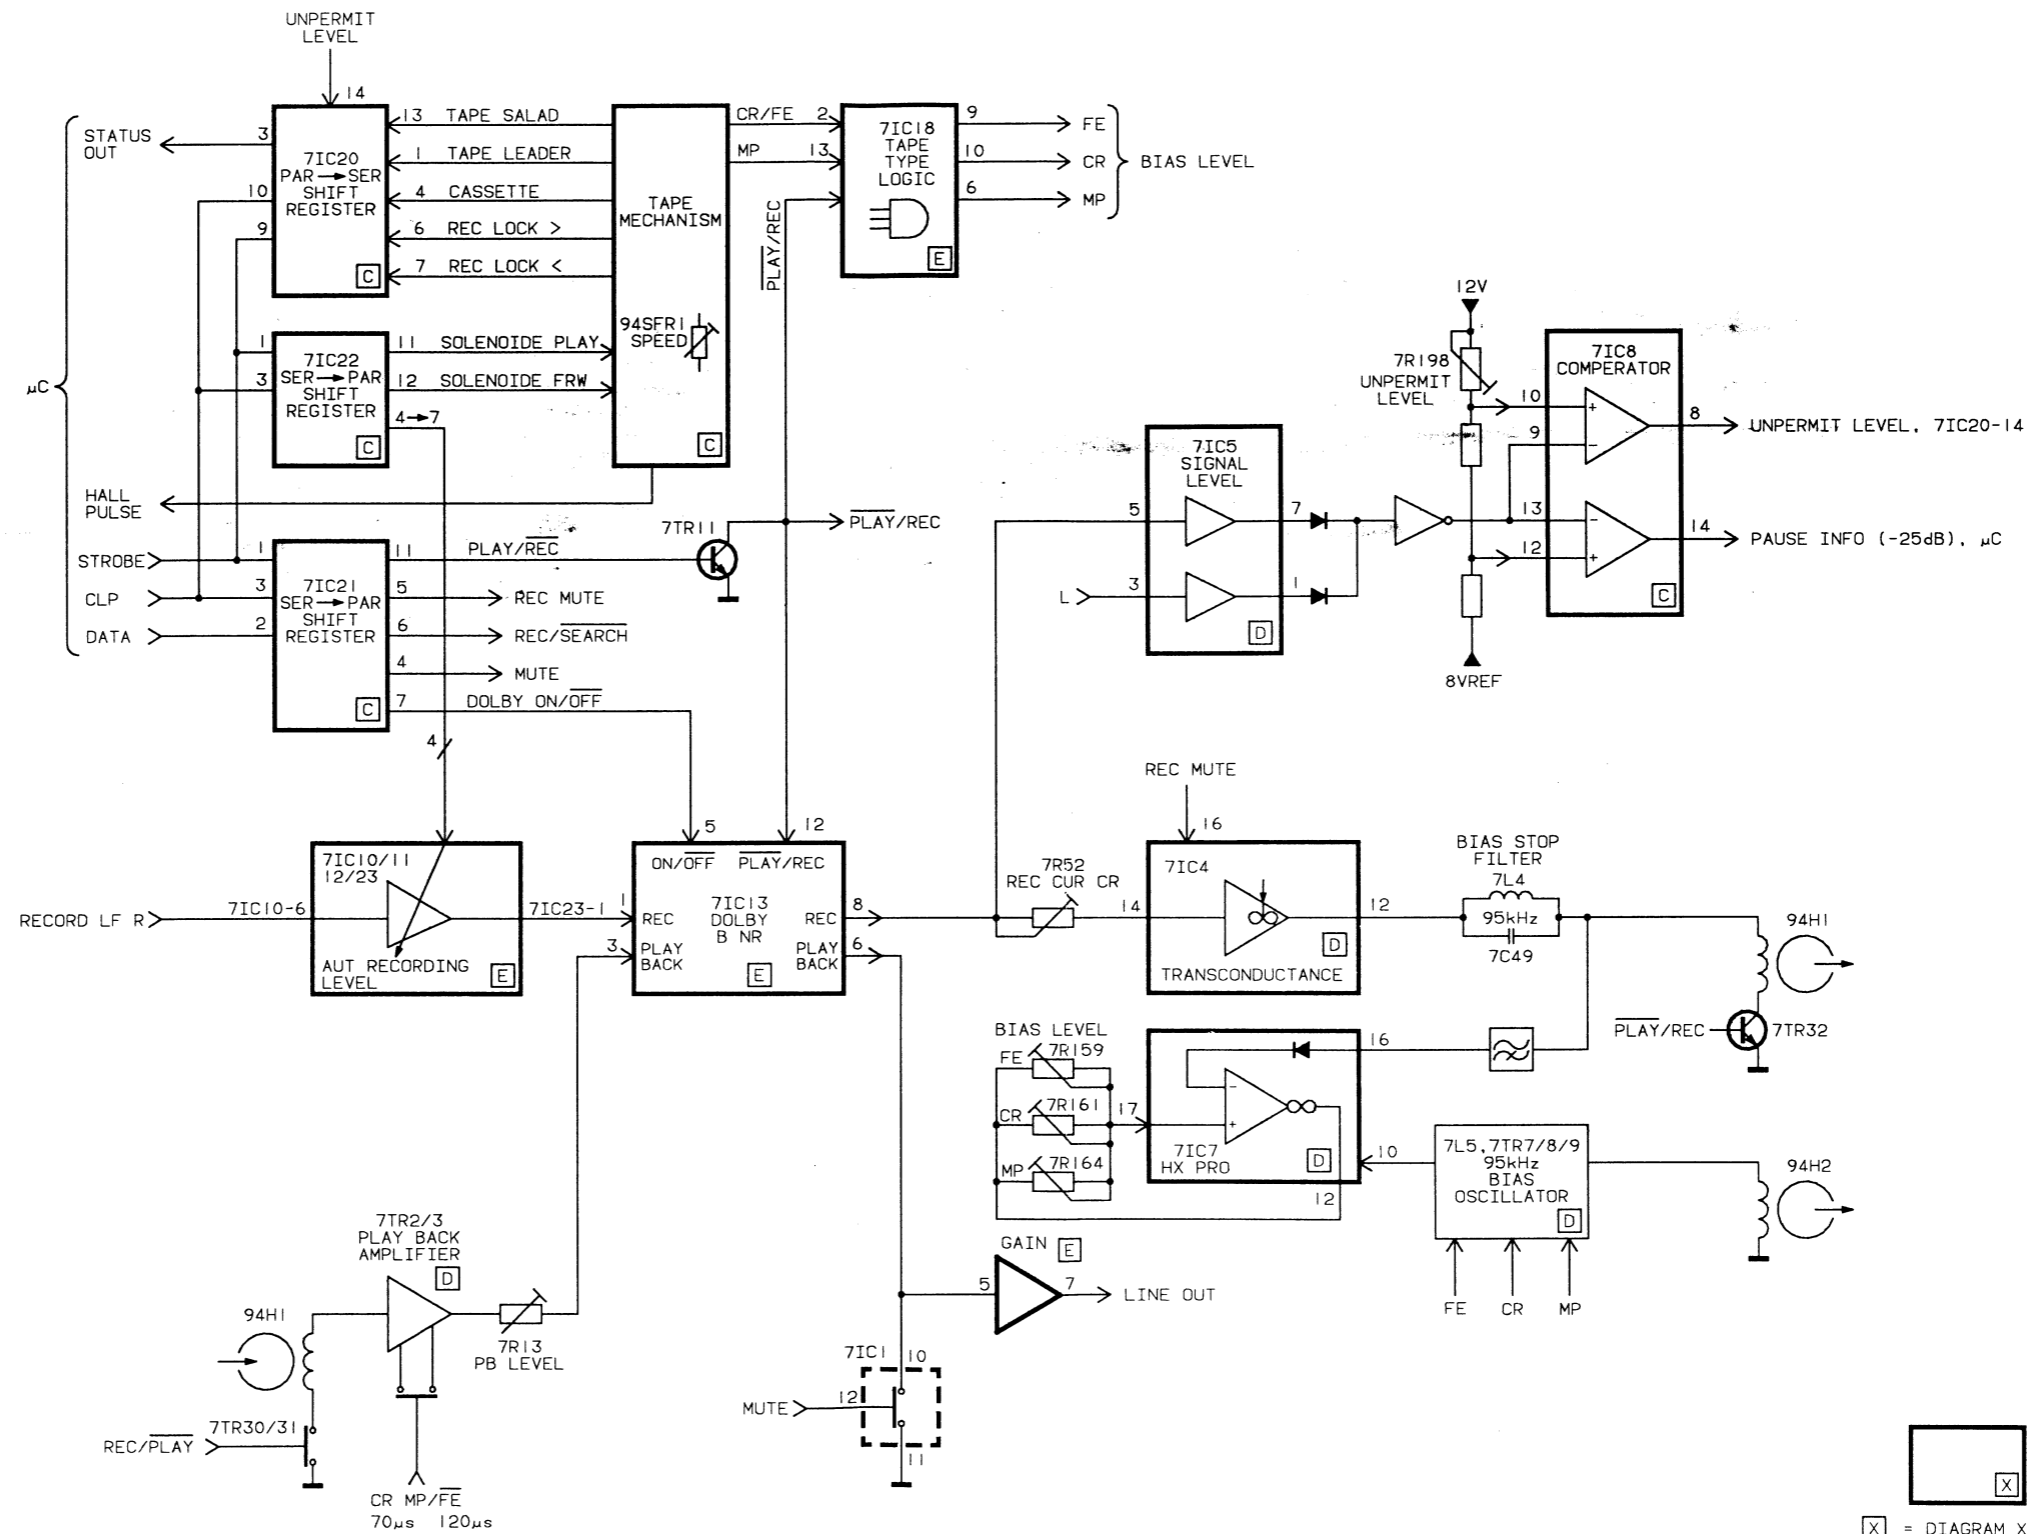 UNPERMIT
LEVEL
14
µC
STATUS
OUT
3
10
9
7IC20
PAR → SER
SHIFT
REGISTER
C
13 TAPE SALAD
1 TAPE LEADER
4 CASSETTE
6 REC LOCK >
7 REC LOCK <
TAPE
MECHANISM
94SFR1
SPEED
C
CR/FE 2
MP 13
PLAY/REC
7IC18
TAPE
TYPE
LOGIC
E
9 FE
10 CR
6 MP
BIAS LEVEL
1
3
7IC22
SER → PAR
SHIFT
REGISTER
C
11 SOLENOIDE PLAY
12 SOLENOIDE FRW
4→7
HALL
PULSE
STROBE
CLP
DATA
1
3
2
7IC21
SER → PAR
SHIFT
REGISTER
C
11 PLAY/REC
5 REC MUTE
6 REC/SEARCH
4 MUTE
7 DOLBY ON/OFF
4
7TR11
PLAY/REC
12V
7R198
UNPERMIT
LEVEL
8VREF
7IC8
COMPERATOR
10
+
9
−
13
−
12
+
C
8 UNPERMIT LEVEL, 7IC20-14
14 PAUSE INFO (-25dB), µC
7IC5
SIGNAL
LEVEL
5
7
L
3
1
D
RECORD LF R
7IC10-6
7IC10/11
12/23
AUT RECORDING
LEVEL
E
7IC23-1
1
3
5
12
ON/OFF PLAY/REC
7IC13
DOLBY
B NR
REC
PLAY
BACK
REC
PLAY
BACK
E
8
6
7R52
REC CUR CR
14
REC MUTE
16
7IC4
TRANSCONDUCTANCE
D
12
BIAS STOP
FILTER
7L4
95kHz
7C49
94H1
PLAY/REC
7TR32
BIAS LEVEL
FE 7R159
CR 7R161
MP 7R164
17
7IC7
HX PRO
−
+
D
16
10
12
7L5,7TR7/8/9
95kHz
BIAS
OSCILLATOR
D
FE CR MP
94H2
7TR2/3
PLAY BACK
AMPLIFIER
D
94H1
7R13
PB LEVEL
7TR30/31
REC/PLAY
CR MP/FE
70µs 120µs
GAIN E
5
7
LINE OUT
7IC1
10
MUTE
12
11
X
X = DIAGRAM X